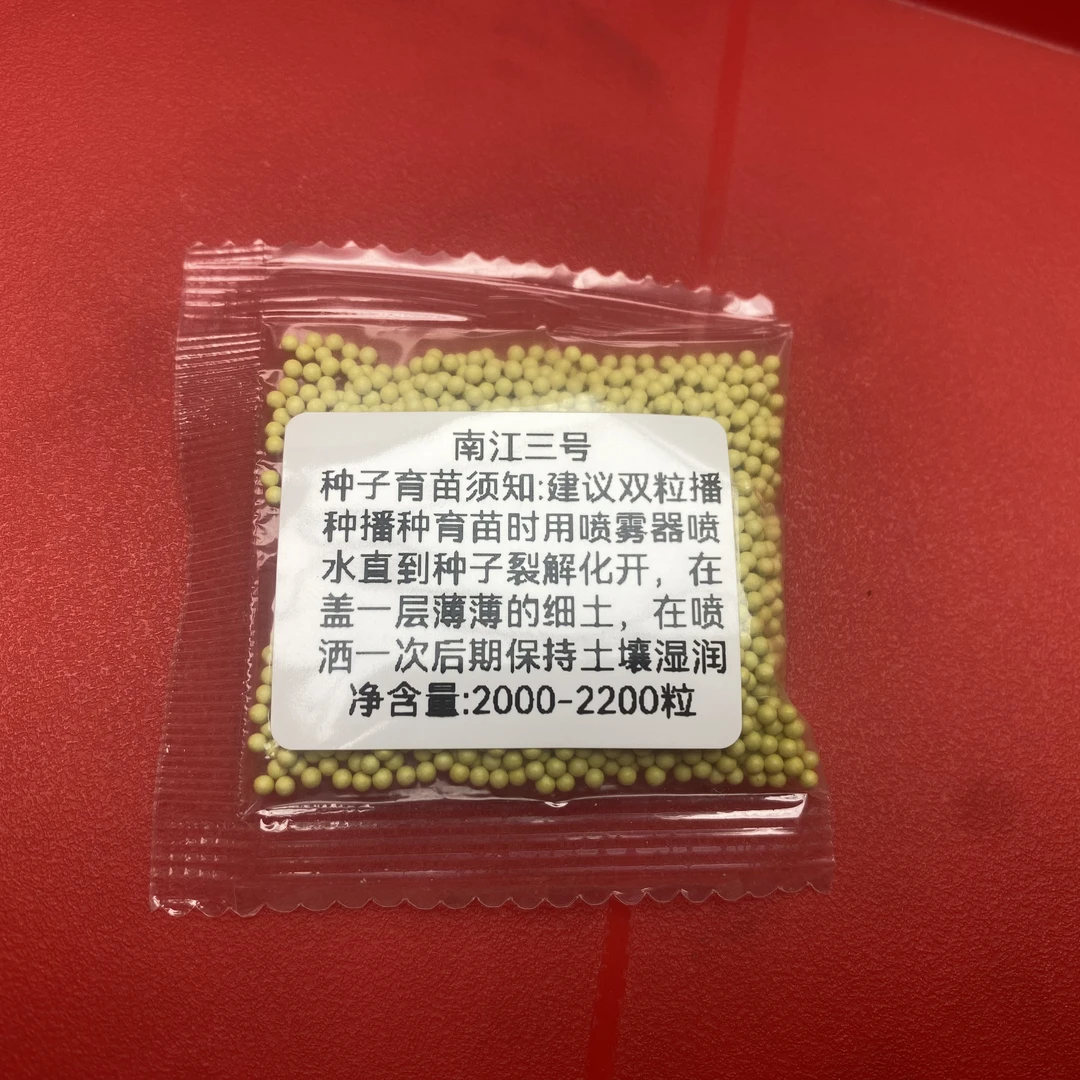 南江三号
种子育苗须知:建议双粒播
种播种育苗时用喷雾器喷
水直到种子裂解化开，在
盖一层薄薄的细土，在喷
洒一次后期保持土壤湿润
净含量:2000-2200粒